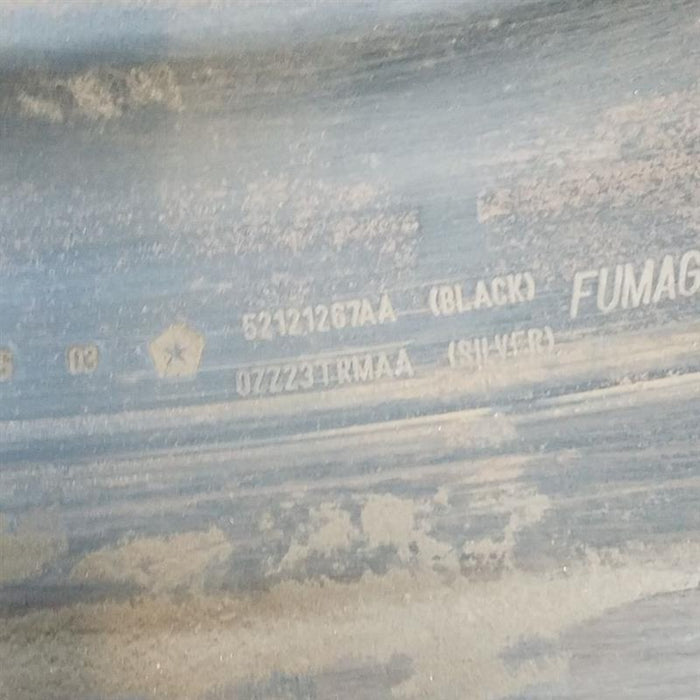 03 52121267AA (BLACK) FUMAG
0ZZ23TRMAA (SILVER)